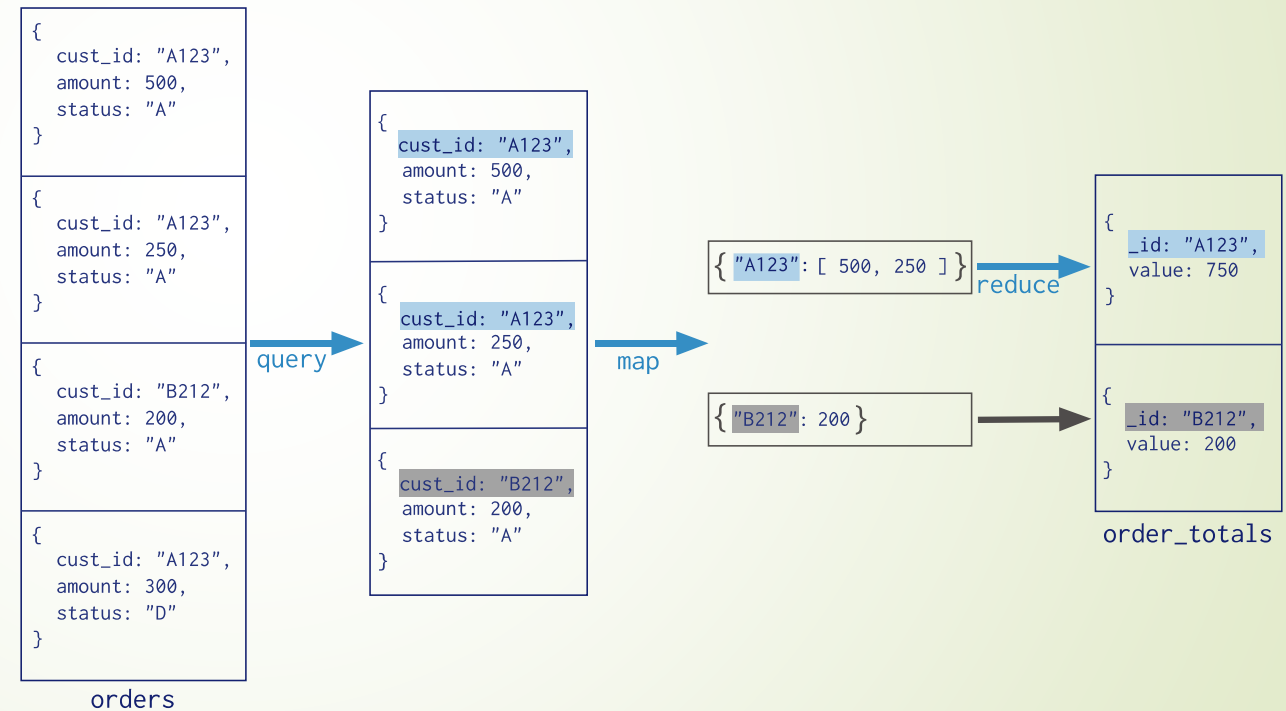 {
cust_id: "A123",
amount: 500,
status: "A"
}
{
cust_id: "A123",
amount: 250,
status: "A"
}
{
cust_id: "B212",
amount: 200,
status: "A"
}
{
cust_id: "A123",
amount: 300,
status: "D"
}
orders
query
{
cust_id: "A123",
amount: 500,
status: "A"
}
{
cust_id: "A123",
amount: 250,
status: "A"
}
{
cust_id: "B212",
amount: 200,
status: "A"
}
map
{ "A123": [ 500, 250 ] }
{ "B212": 200 }
reduce
{
_id: "A123",
value: 750
}
{
_id: "B212",
value: 200
}
order_totals